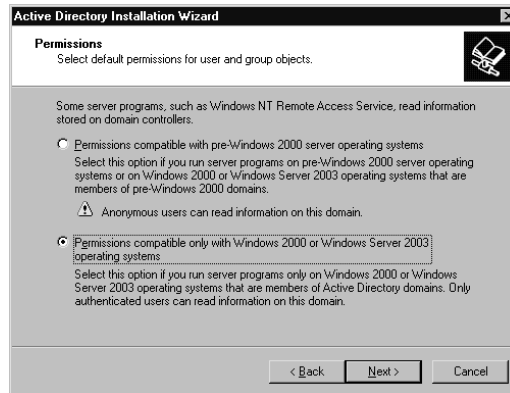 Active Directory Installation Wizard
Permissions
Select default permissions for user and group objects.
Some server programs, such as Windows NT Remote Access Service, read information
stored on domain controllers.
Permissions compatible with pre-Windows 2000 server operating systems
Select this option if you run server programs on pre-Windows 2000 server operating
systems or on Windows 2000 or Windows Server 2003 operating systems that are
members of pre-Windows 2000 domains.
Anonymous users can read information on this domain.
Permissions compatible only with Windows 2000 or Windows Server 2003
operating systems
Select this option if you run server programs only on Windows 2000 or Windows
Server 2003 operating systems that are members of Active Directory domains. Only
authenticated users can read information on this domain.
< Back
Next >
Cancel